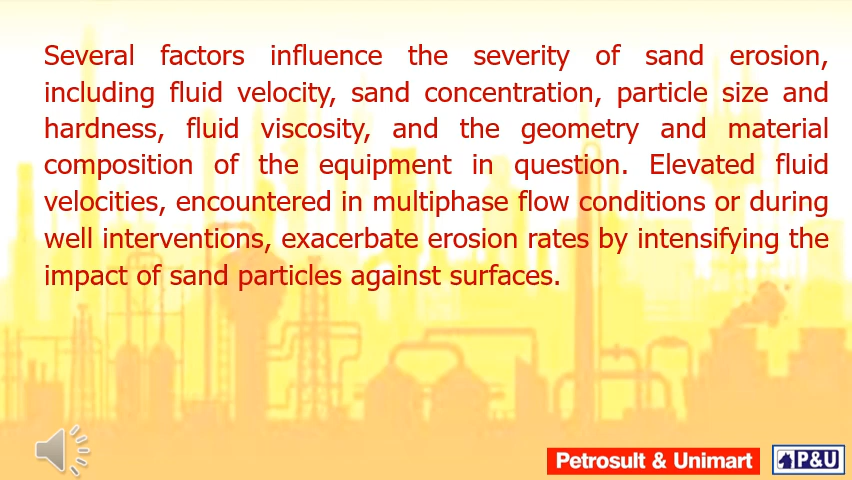 Several factors influence the severity of sand erosion,
including fluid velocity, sand concentration, particle size and
hardness, fluid viscosity, and the geometry and material
composition of the equipment in question. Elevated fluid
velocities, encountered in multiphase flow conditions or during
well interventions, exacerbate erosion rates by intensifying the
impact of sand particles against surfaces.
Petrosult & Unimart
P&U